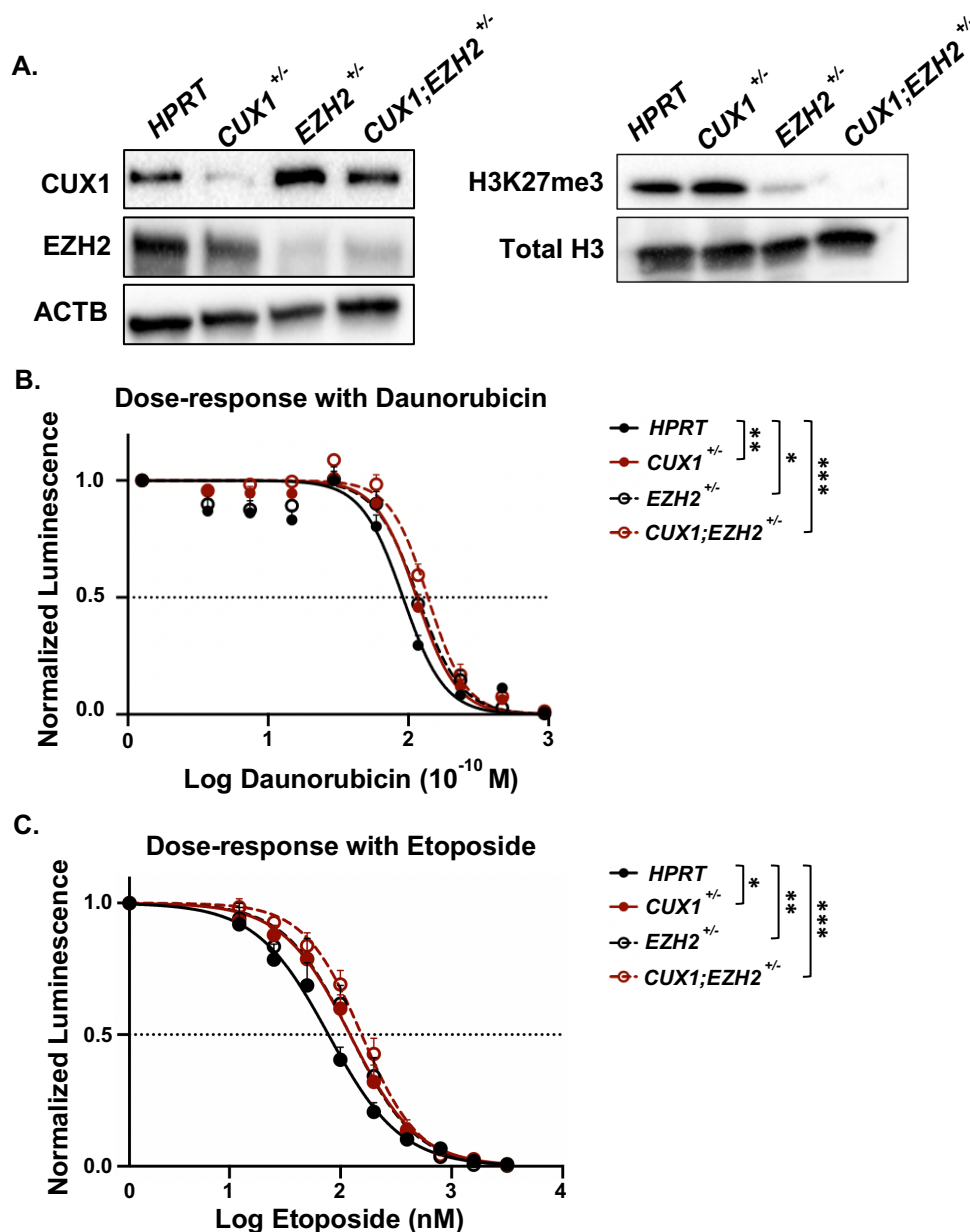 A.
HPRT CUX1+/- EZH2+/- CUX1;EZH2+/-
CUX1
EZH2
ACTB
HPRT CUX1+/- EZH2+/- CUX1;EZH2+/-
H3K27me3
Total H3
B.
Dose-response with Daunorubicin
Normalized Luminescence
1.0
0.5
0.0
0 1 2 3
Log Daunorubicin (10-10 M)
HPRT
CUX1+/-
EZH2+/-
CUX1;EZH2+/-
** * ***
C.
Dose-response with Etoposide
Normalized Luminescence
1.0
0.5
0.0
0 1 2 3 4
Log Etoposide (nM)
HPRT
CUX1+/-
EZH2+/-
CUX1;EZH2+/-
* ** ***